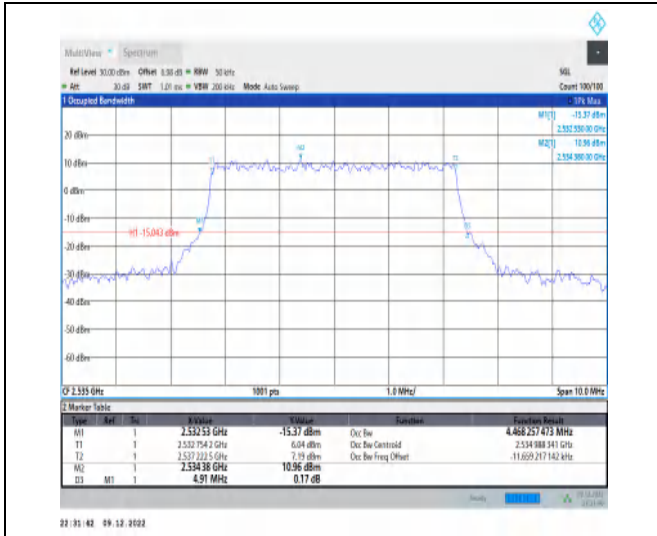 MultiView Spectrum
Ref Level 30.00 dBm Offset RBW 50 kHz SGL
Att 30 dB SWT 1.01 ms VBW 200 kHz Mode Auto Sweep Count 100/100
1 Occupied Bandwidth 1Pk Max
M1[1] -15.37 dBm
2.532 530 00 GHz
M2[1] 10.96 dBm
2.534 380 00 GHz
20 dBm
10 dBm
0 dBm
-10 dBm
H1 -15.043 dBm
-30 dBm
-40 dBm
-50 dBm
-60 dBm
CF 2.535 GHz 1001 pts 1.0 MHz/ Span 10.0 MHz
2 Marker Table
Type Ref Trc X-Value Y-Value Function Function Result
M1 1 2.532 53 GHz -15.37 dBm Occ Bw 4.468 257 473 MHz
T1 1 2.532 754 2 GHz 6.04 dBm Occ Bw Centroid 2.534 988 341 GHz
T2 1 2.537 222 5 GHz 7.19 dBm Occ Bw Freq Offset -11.659 217 142 kHz
M2 1 2.534 38 GHz 10.96 dBm
D3 M1 1 4.91 MHz 0.17 dB
Ready
22:31:42 09.12.2022